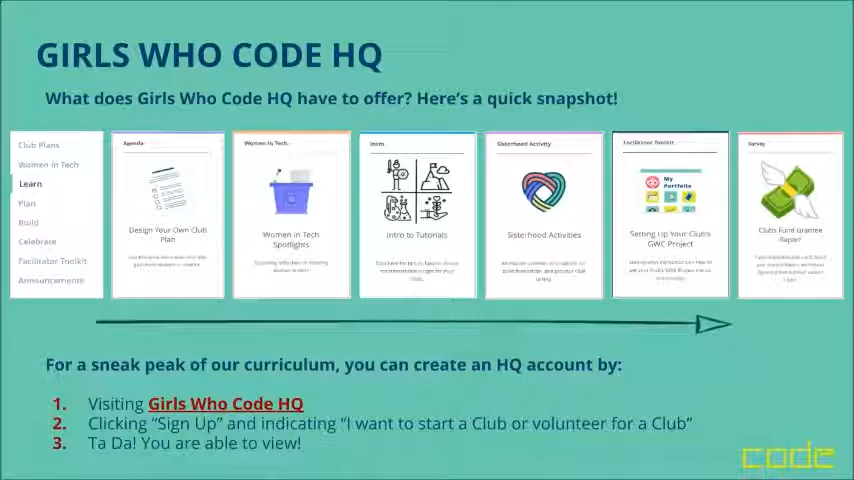 GIRLS WHO CODE HQ
What does Girls Who Code HQ have to offer? Here’s a quick snapshot!
Club Plans
Women in Tech
Learn
Plan
Build
Celebrate
Facilitator Toolkit
Announcements
Agenda
Design Your Own Club
Plan
Women in Tech
Women in Tech
Spotlights
Intro
Intro to Tutorials
Sisterhood Activity
Sisterhood Activities
Facilitator Toolkit
My
Portfolio
Setting Up Your Club's
GWC Project
Survey
Clubs Fund Grantee
Report
For a sneak peak of our curriculum, you can create an HQ account by:
1. Visiting Girls Who Code HQ
2. Clicking “Sign Up” and indicating “I want to start a Club or volunteer for a Club”
3. Ta Da! You are able to view!
code